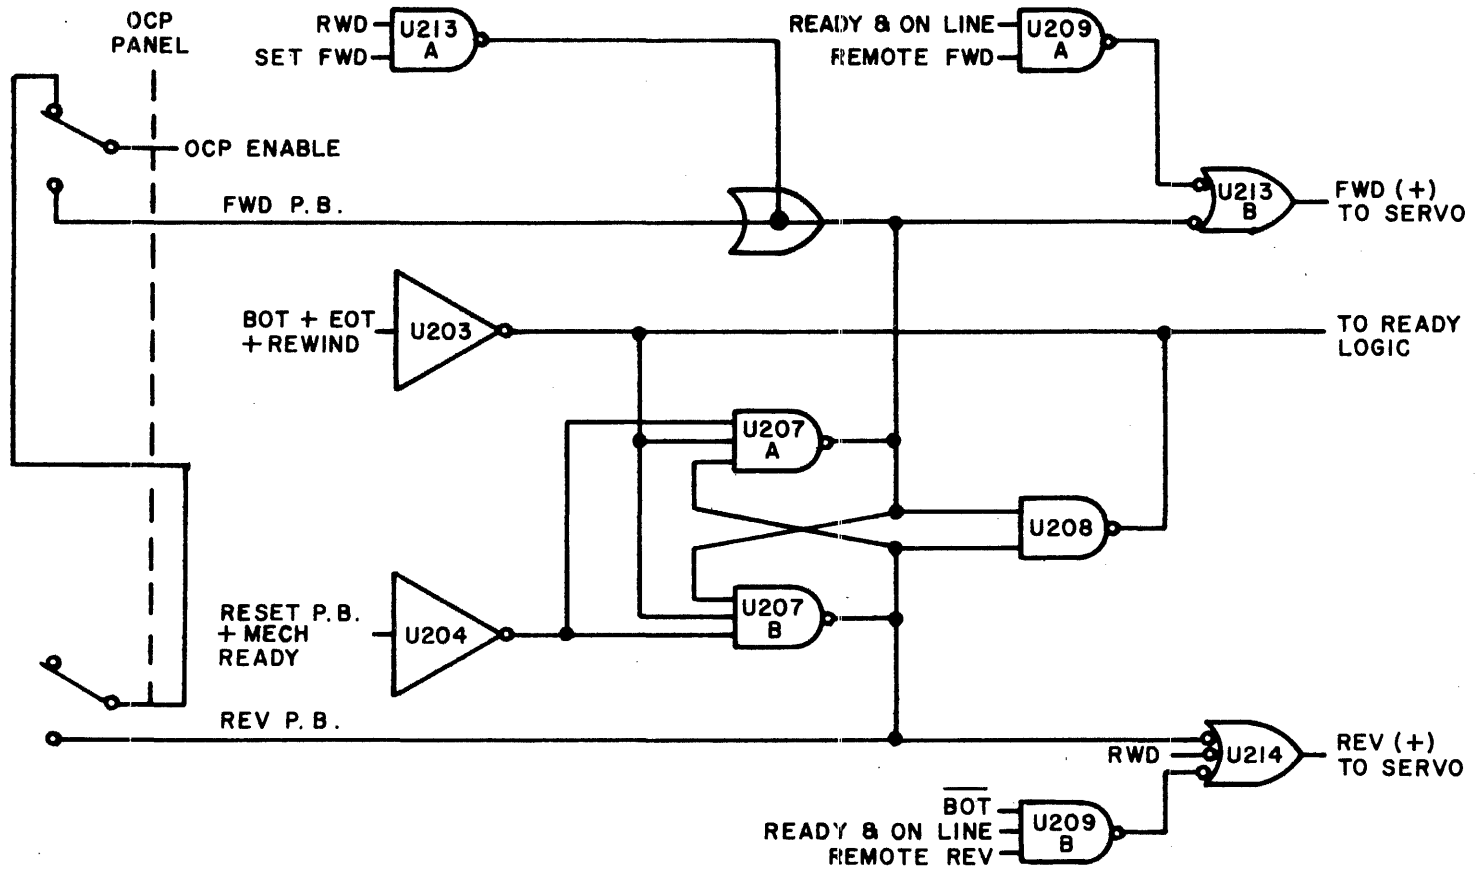 OCP
PANEL
RWD
SET FWD
U213
A
READY & ON LINE
REMOTE FWD
U209
A
OCP ENABLE
FWD P.B.
U213
B
FWD (+)
TO SERVO
BOT + EOT
+REWIND
U203
TO READY
LOGIC
U207
A
U208
RESET P.B.
+ MECH
READY
U204
U207
B
REV P.B.
RWD
U214
REV (+)
TO SERVO
B̅O̅T̅
READY & ON LINE
REMOTE REV
U209
B